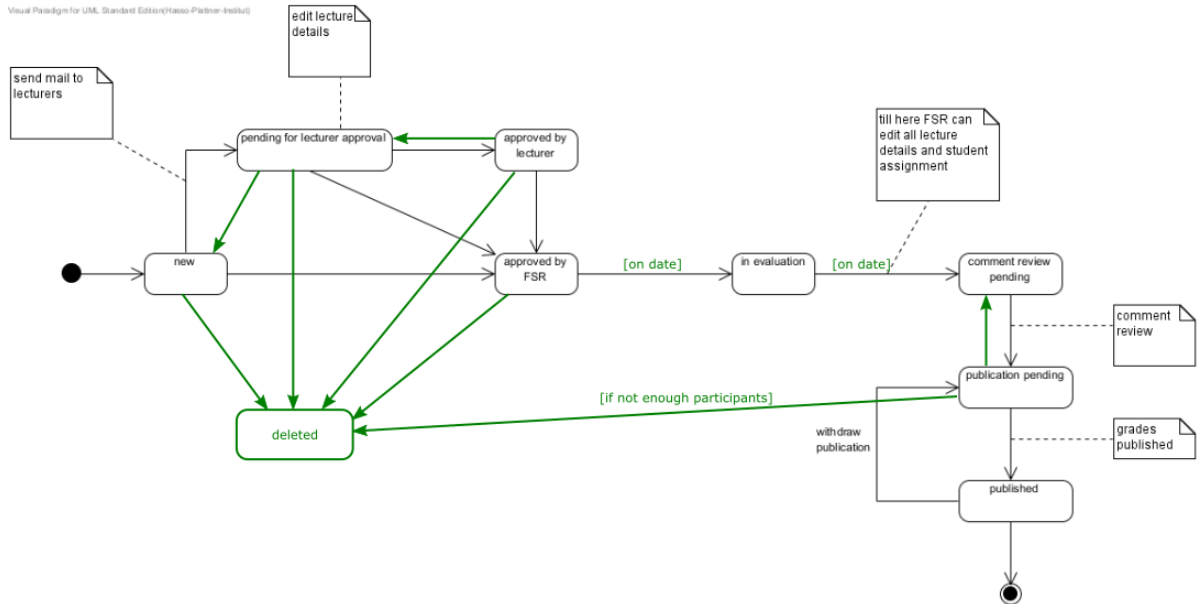 Visual Paradigm for UML Standard Edition(Hasso-Plattner-Institut)
edit lecture
details
send mail to
lecturers
pending for lecturer approval
approved by
lecturer
till here FSR can
edit all lecture
details and student
assignment
new
approved by
FSR
[on date]
in evaluation
[on date]
comment review
pending
comment
review
publication pending
[if not enough participants]
deleted
withdraw
publication
grades
published
published